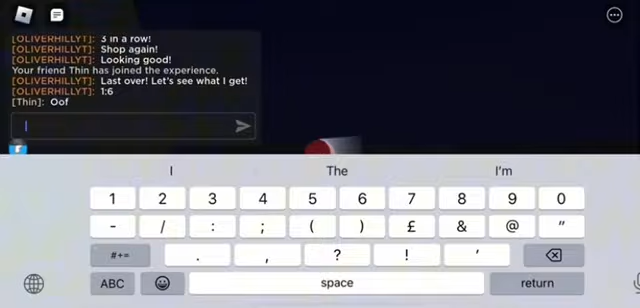 [OLIVERHILLYT]: 3 in a row!
[OLIVERHILLYT]: Shop again!
[OLIVERHILLYT]: Looking good!
Your friend Thin has joined the experience.
[OLIVERHILLYT]: Last over! Let's see what I get!
[OLIVERHILLYT]: 1:6
[Thin]: Oof
I The I'm
1 2 3 4 5 6 7 8 9 0
- / : ; ( ) £ & @ "
#+= . , ? ! '
ABC space return